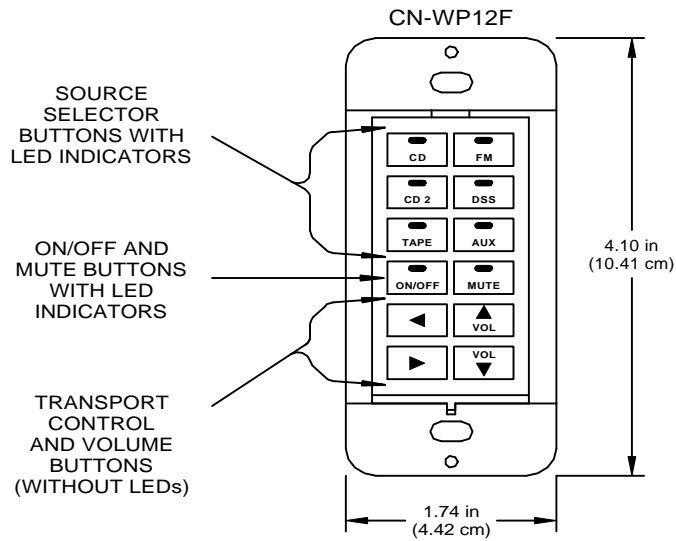 CN-WP12F
SOURCE
SELECTOR
BUTTONS WITH
LED INDICATORS
ON/OFF AND
MUTE BUTTONS
WITH LED
INDICATORS
TRANSPORT
CONTROL
AND VOLUME
BUTTONS
(WITHOUT LEDs)
CD
FM
CD 2
DSS
TAPE
AUX
ON/OFF
MUTE
VOL
VOL
4.10 in
(10.41 cm)
1.74 in
(4.42 cm)